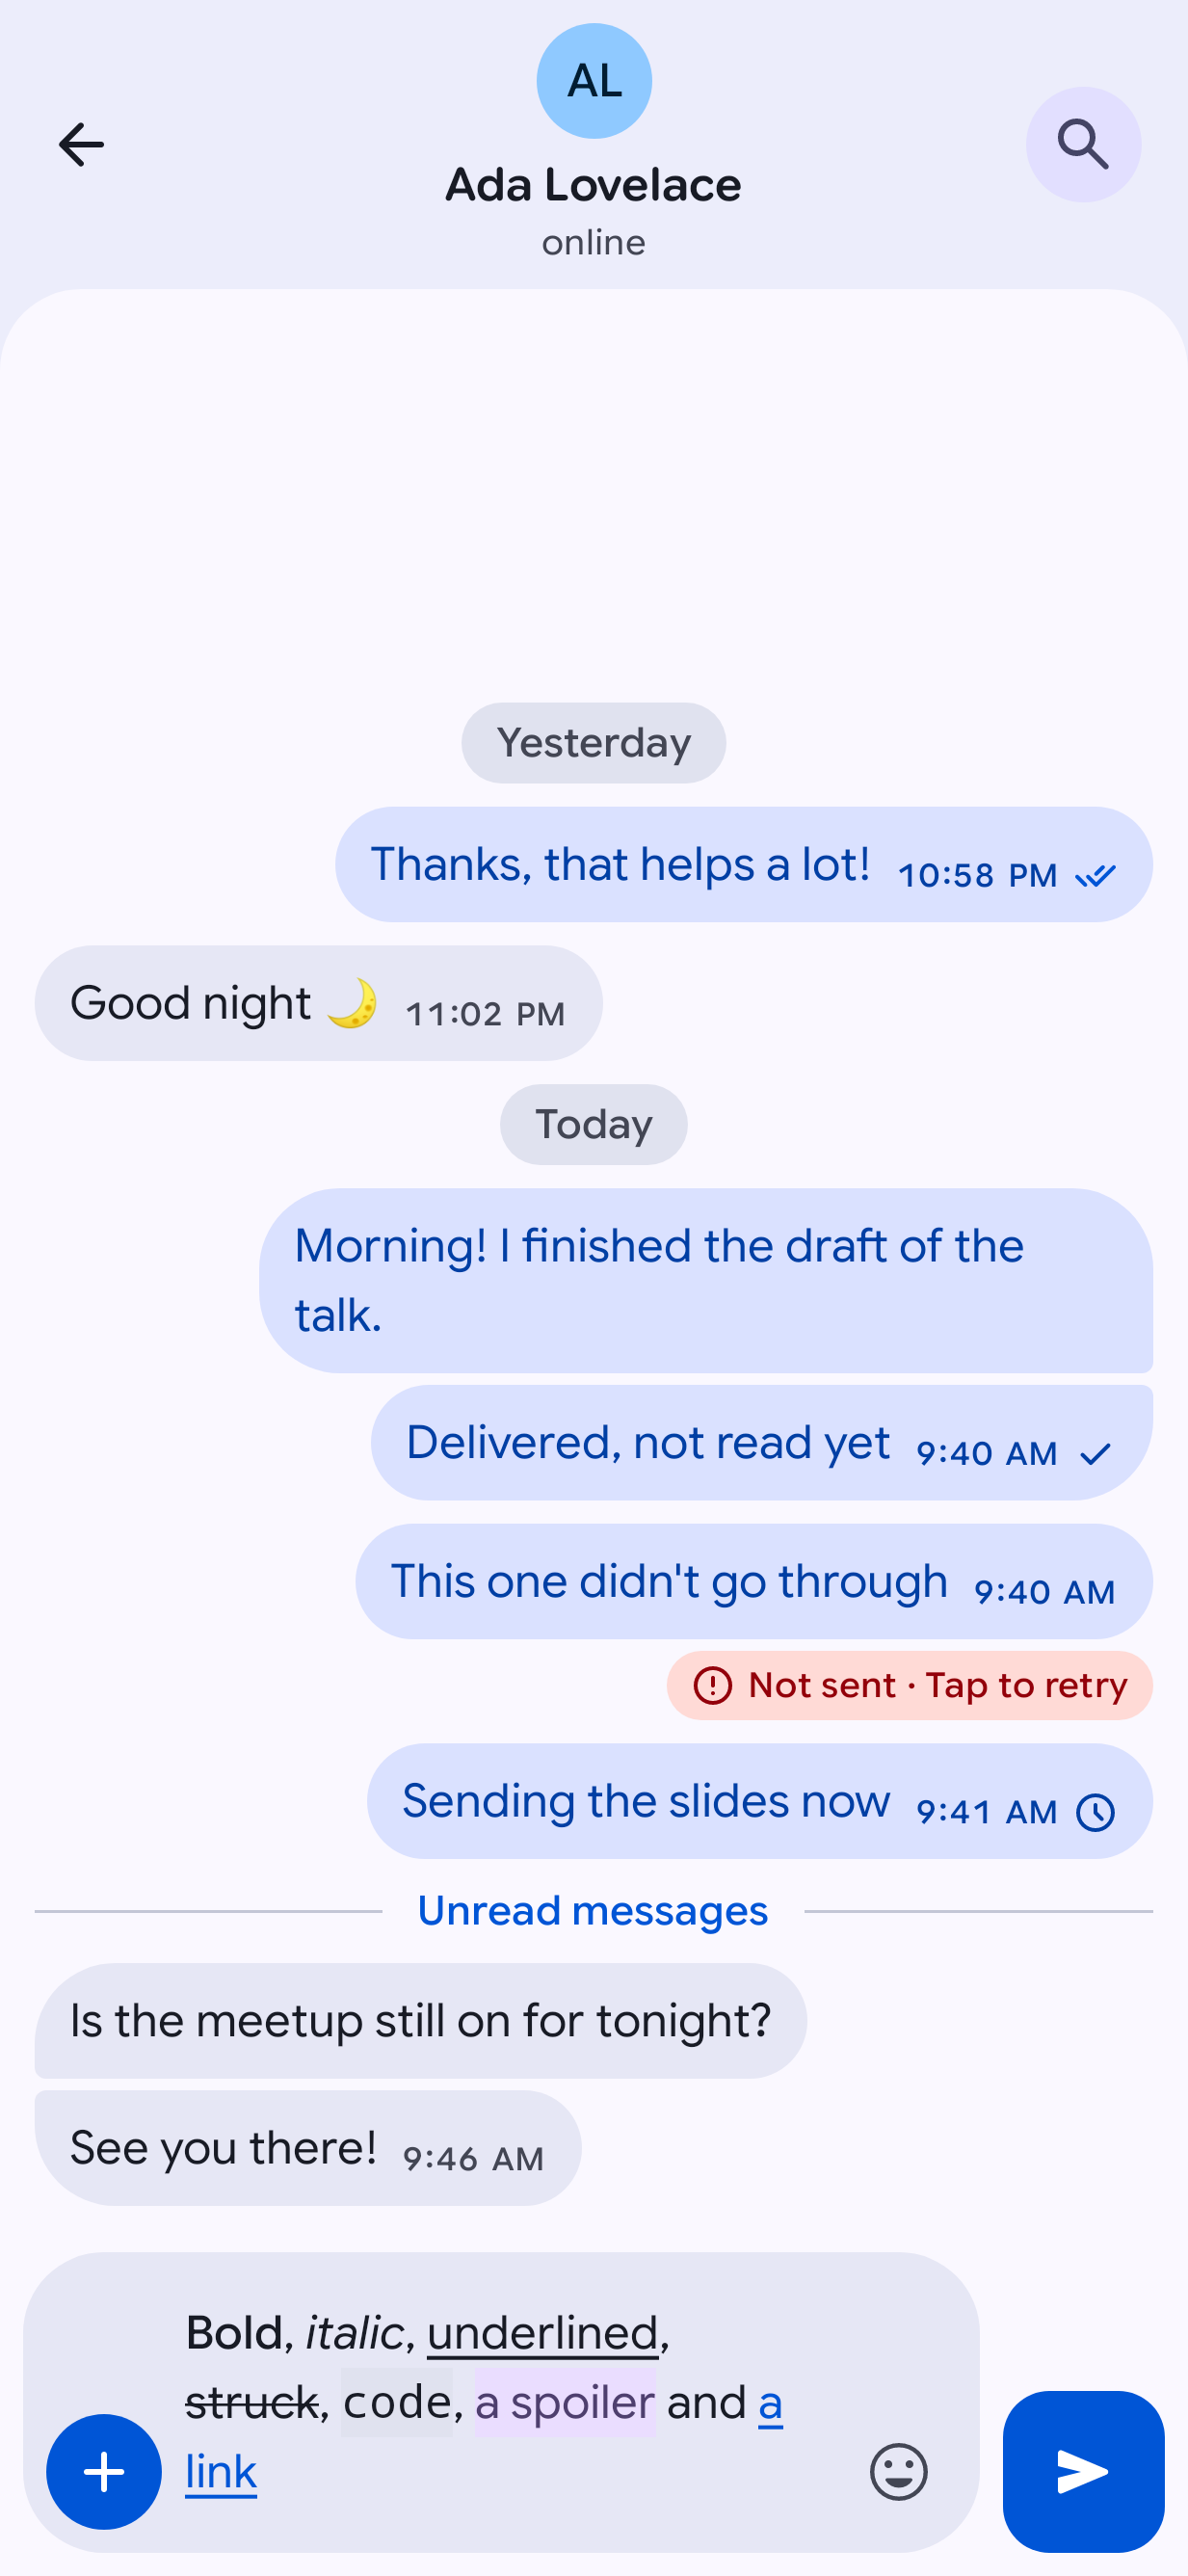 AL
Ada Lovelace
online
Yesterday
Thanks, that helps a lot! 10:58 PM
Good night 🌙 11:02 PM
Today
Morning! I finished the draft of the
talk.
Delivered, not read yet 9:40 AM
This one didn't go through 9:40 AM
Not sent · Tap to retry
Sending the slides now 9:41 AM
Unread messages
Is the meetup still on for tonight?
See you there! 9:46 AM
Bold, italic, underlined,
struck, code, a spoiler and a
link